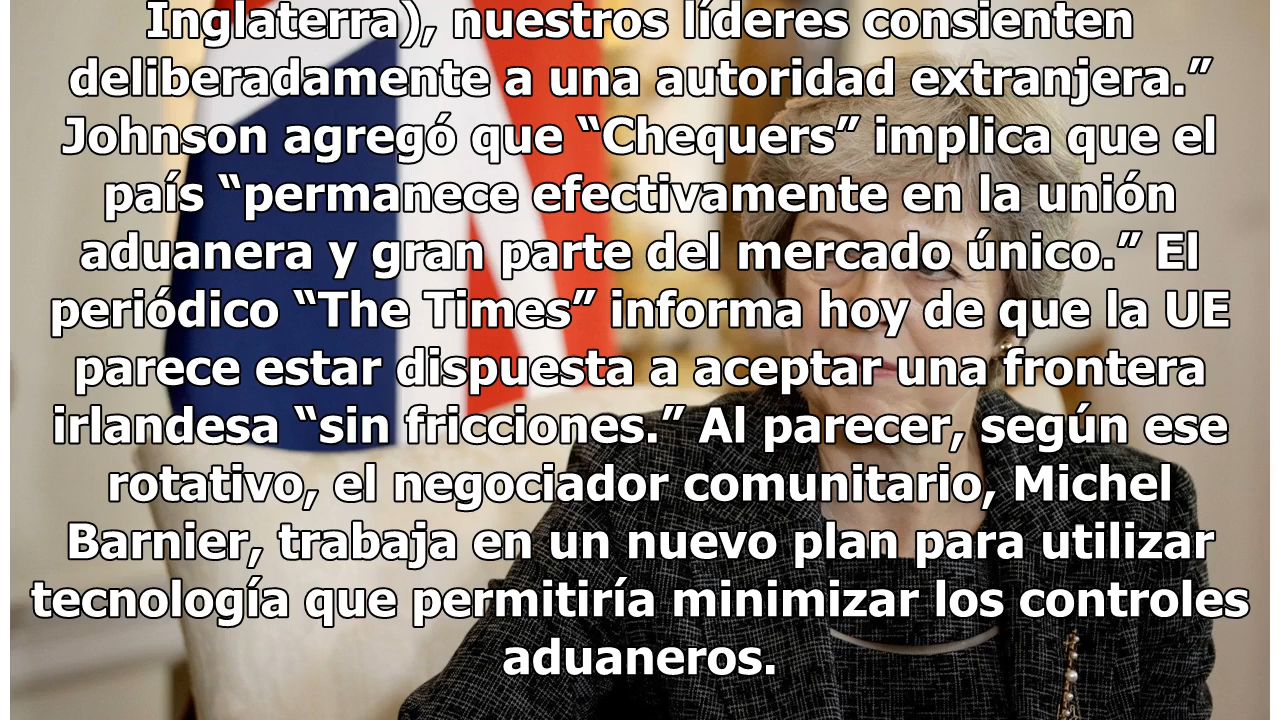 Inglaterra), nuestros líderes consienten
deliberadamente a una autoridad extranjera.”
Johnson agregó que “Chequers” implica que el
país “permanece efectivamente en la unión
aduanera y gran parte del mercado único.” El
periódico “The Times” informa hoy de que la UE
parece estar dispuesta a aceptar una frontera
irlandesa “sin fricciones.” Al parecer, según ese
rotativo, el negociador comunitario, Michel
Barnier, trabaja en un nuevo plan para utilizar
tecnología que permitiría minimizar los controles
aduaneros.